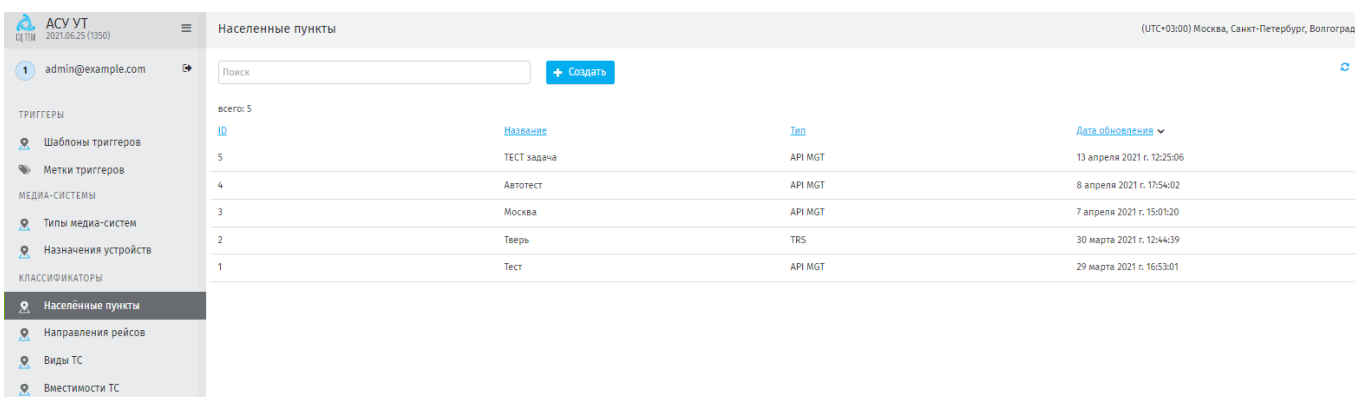 АСУ УТ
СЦ ТТМ 2021.06.25 (1350)
Населенные пункты
(UTC+03:00) Москва, Санкт-Петербург, Волгоград
1 admin@example.com
Поиск
+ Создать
ТРИГГЕРЫ
Шаблоны триггеров
Метки триггеров
МЕДИА-СИСТЕМЫ
Типы медиа-систем
Назначения устройств
КЛАССИФИКАТОРЫ
Населённые пункты
Направления рейсов
Виды ТС
Вместимости ТС
всего: 5
ID Название Тип Дата обновления
5 ТЕСТ задача API MGT 13 апреля 2021 г. 12:25:06
4 Автотест API MGT 8 апреля 2021 г. 17:54:02
3 Москва API MGT 7 апреля 2021 г. 15:01:20
2 Тверь TRS 30 марта 2021 г. 12:44:39
1 Тест API MGT 29 марта 2021 г. 16:53:01